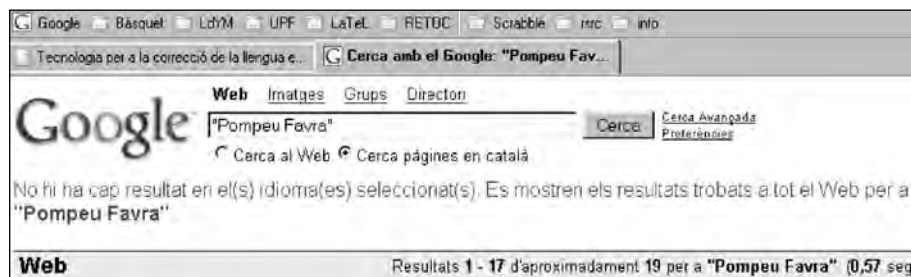 Google Bàsquet LdYM UPF LaTeL RETOC Scrabble rsrc info
Tecnologia per a la correcció de la llengua e... Cerca amb el Google: "Pompeu Fav...
Web Imatges Grups Directori
Google "Pompeu Favra" Cerca Cerca Avançada
Preferències
Cerca al Web Cerca pàgines en català
No hi ha cap resultat en el(s) idioma(es) seleccionat(s). Es mostren els resultats trobats a tot el Web per a
"Pompeu Favra"
Web Resultats 1 - 17 d'aproximadament 19 per a "Pompeu Favra". (0,57 seg